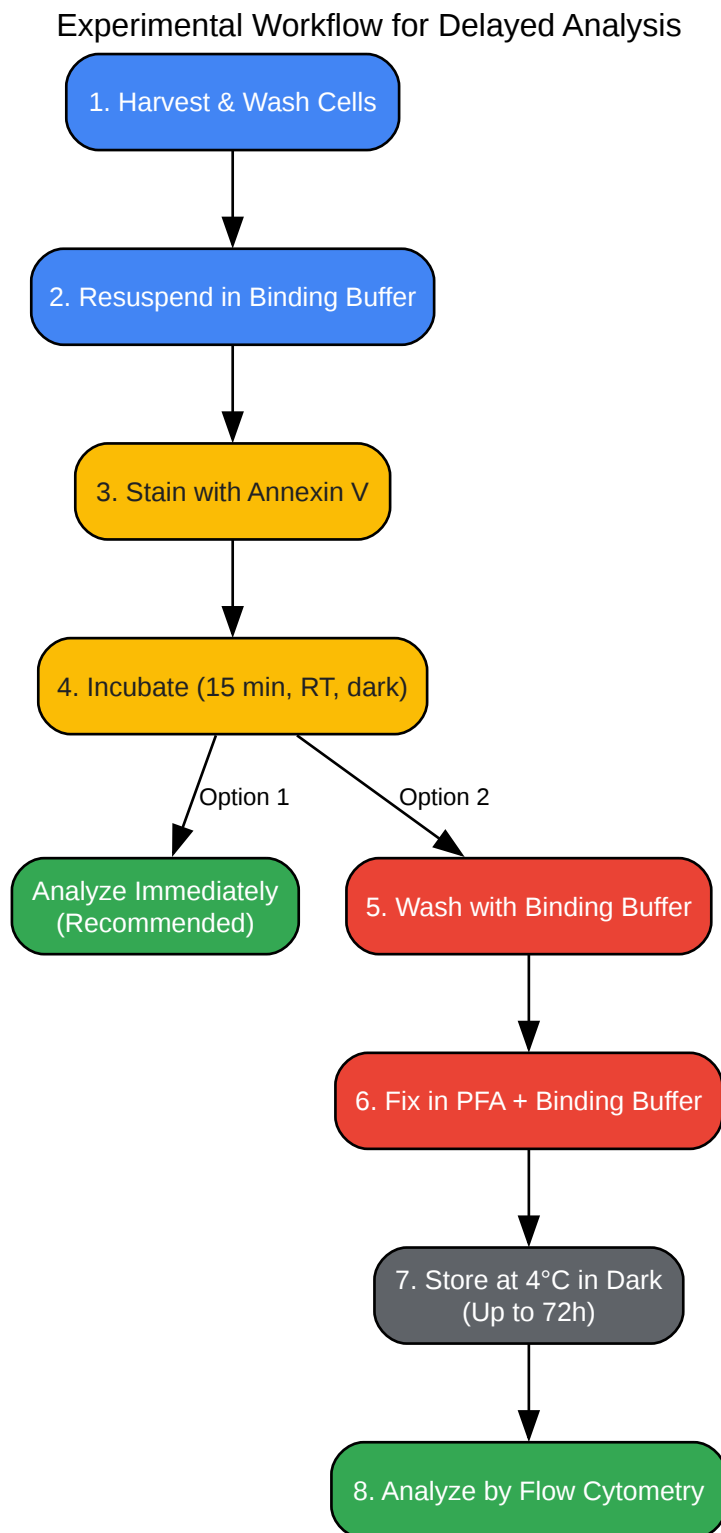 Experimental Workflow for Delayed Analysis
1. Harvest & Wash Cells
2. Resuspend in Binding Buffer
3. Stain with Annexin V
4. Incubate (15 min, RT, dark)
Option 1
Option 2
Analyze Immediately
(Recommended)
5. Wash with Binding Buffer
6. Fix in PFA + Binding Buffer
7. Store at 4°C in Dark
(Up to 72h)
8. Analyze by Flow Cytometry